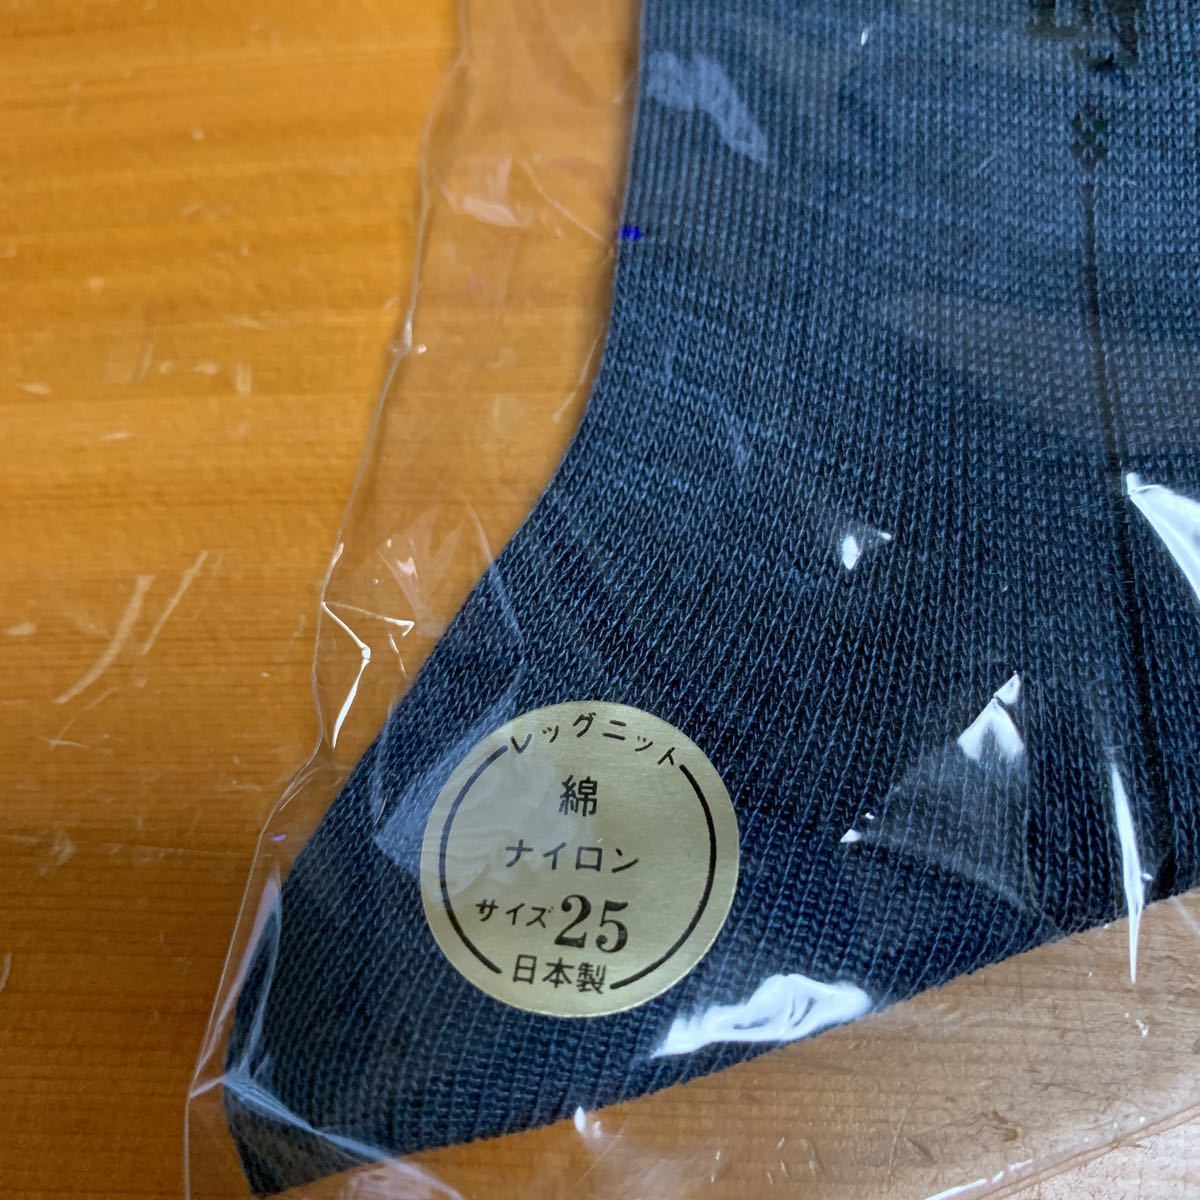 レッグニット
綿
ナイロン
サイズ25
日本製